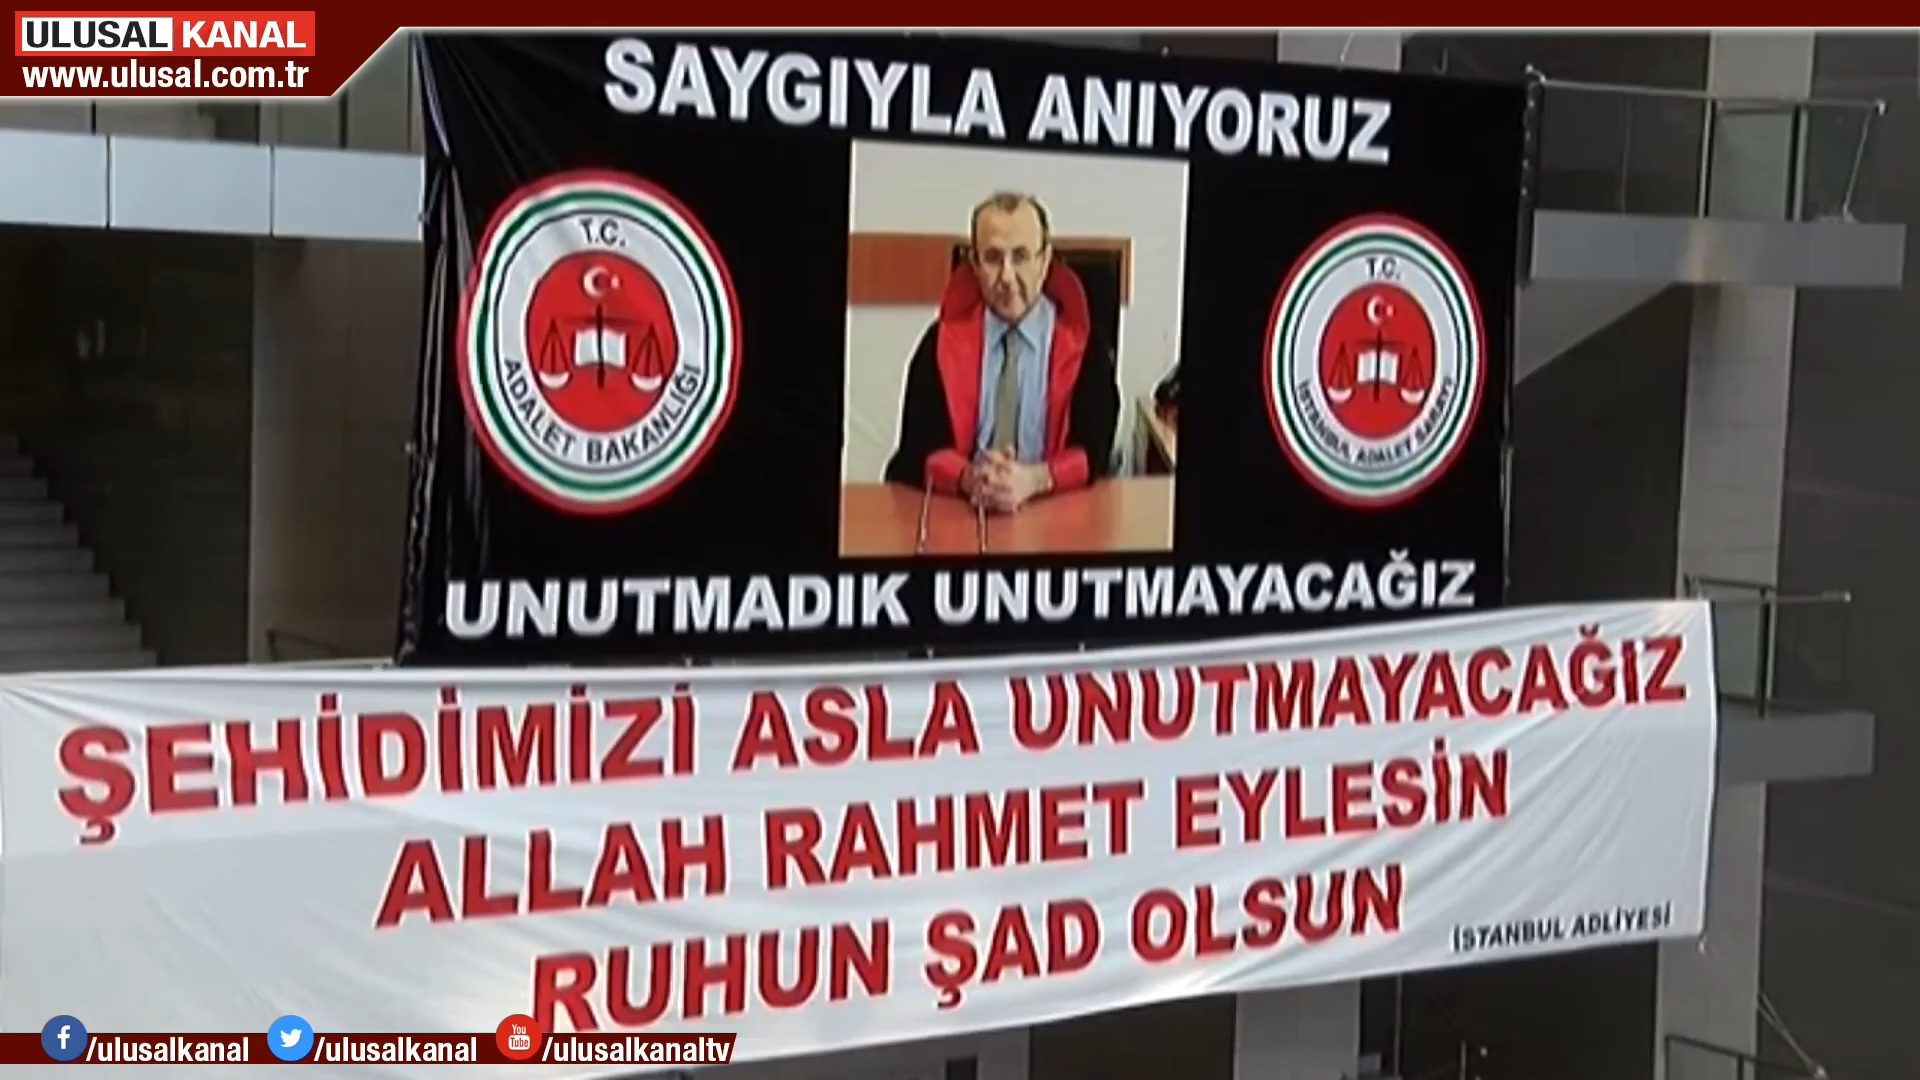 ULUSAL KANAL
www.ulusal.com.tr
SAYGIYLA ANIYORUZ
T.C.
ADALET BAKANLIĞI
T.C.
İSTANBUL ADALET SARAYI
UNUTMADIK UNUTMAYACAĞIZ
ŞEHİDİMİZİ ASLA UNUTMAYACAĞIZ
ALLAH RAHMET EYLESİN
RUHUN ŞAD OLSUN
İSTANBUL ADLİYESİ
f /ulusalkanal /ulusalkanal You Tube /ulusalkanaltv